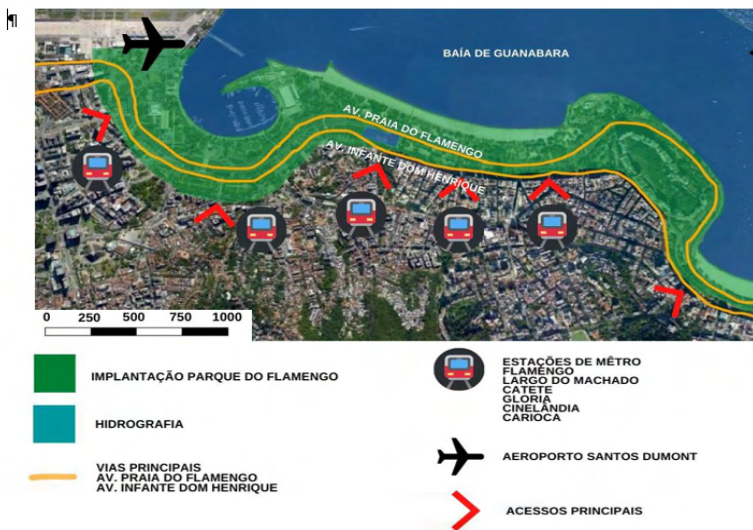 ¶
BAÍA DE GUANABARA
AV. PRAIA DO FLAMENGO
AV. INFANTE DOM HENRIQUE
0 250 500 750 1000
IMPLANTAÇÃO PARQUE DO FLAMENGO
HIDROGRAFIA
VIAS PRINCIPAIS
AV. PRAIA DO FLAMENGO
AV. INFANTE DOM HENRIQUE
ESTAÇÕES DE MÊTRO
FLAMENGO
LARGO DO MACHADO
CATETE
GLORIA
CINELÂNDIA
CARIOCA
AEROPORTO SANTOS DUMONT
ACESSOS PRINCIPAIS